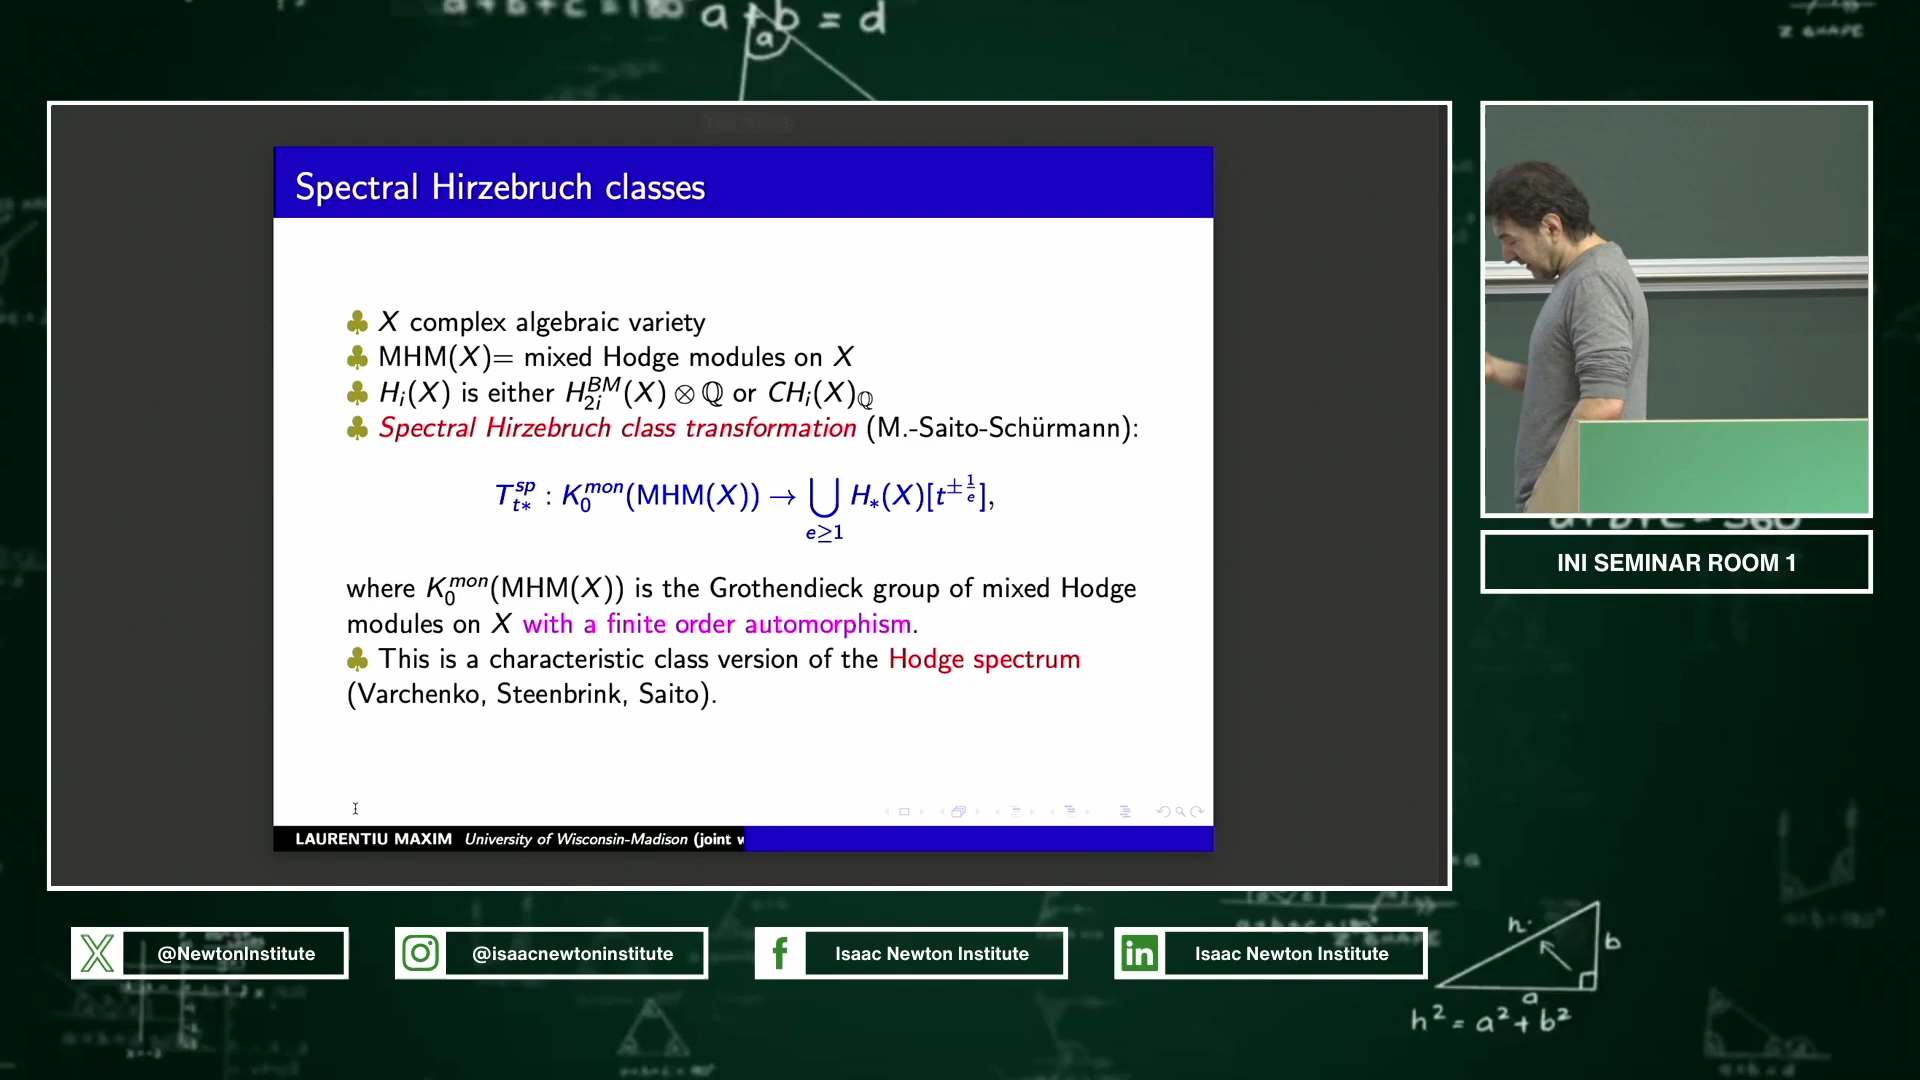 a+b = d
a
Z SHAPE
Spectral Hirzebruch classes
♣ X complex algebraic variety
♣ MHM(X)= mixed Hodge modules on X
♣ H_i(X) is either H_{2i}^{BM}(X) ⊗ ℚ or CH_i(X)_ℚ
♣ Spectral Hirzebruch class transformation (M.-Saito-Schürmann):
T_{t*}^{sp} : K_0^{mon}(MHM(X)) → ⋃_{e≥1} H_*(X)[t^{±1/e}],
where K_0^{mon}(MHM(X)) is the Grothendieck group of mixed Hodge
modules on X with a finite order automorphism.
♣ This is a characteristic class version of the Hodge spectrum
(Varchenko, Steenbrink, Saito).
LAURENTIU MAXIM University of Wisconsin-Madison (joint w
INI SEMINAR ROOM 1
@NewtonInstitute
@isaacnewtoninstitute
f
Isaac Newton Institute
in
Isaac Newton Institute
h
b
a
h² = a² + b²